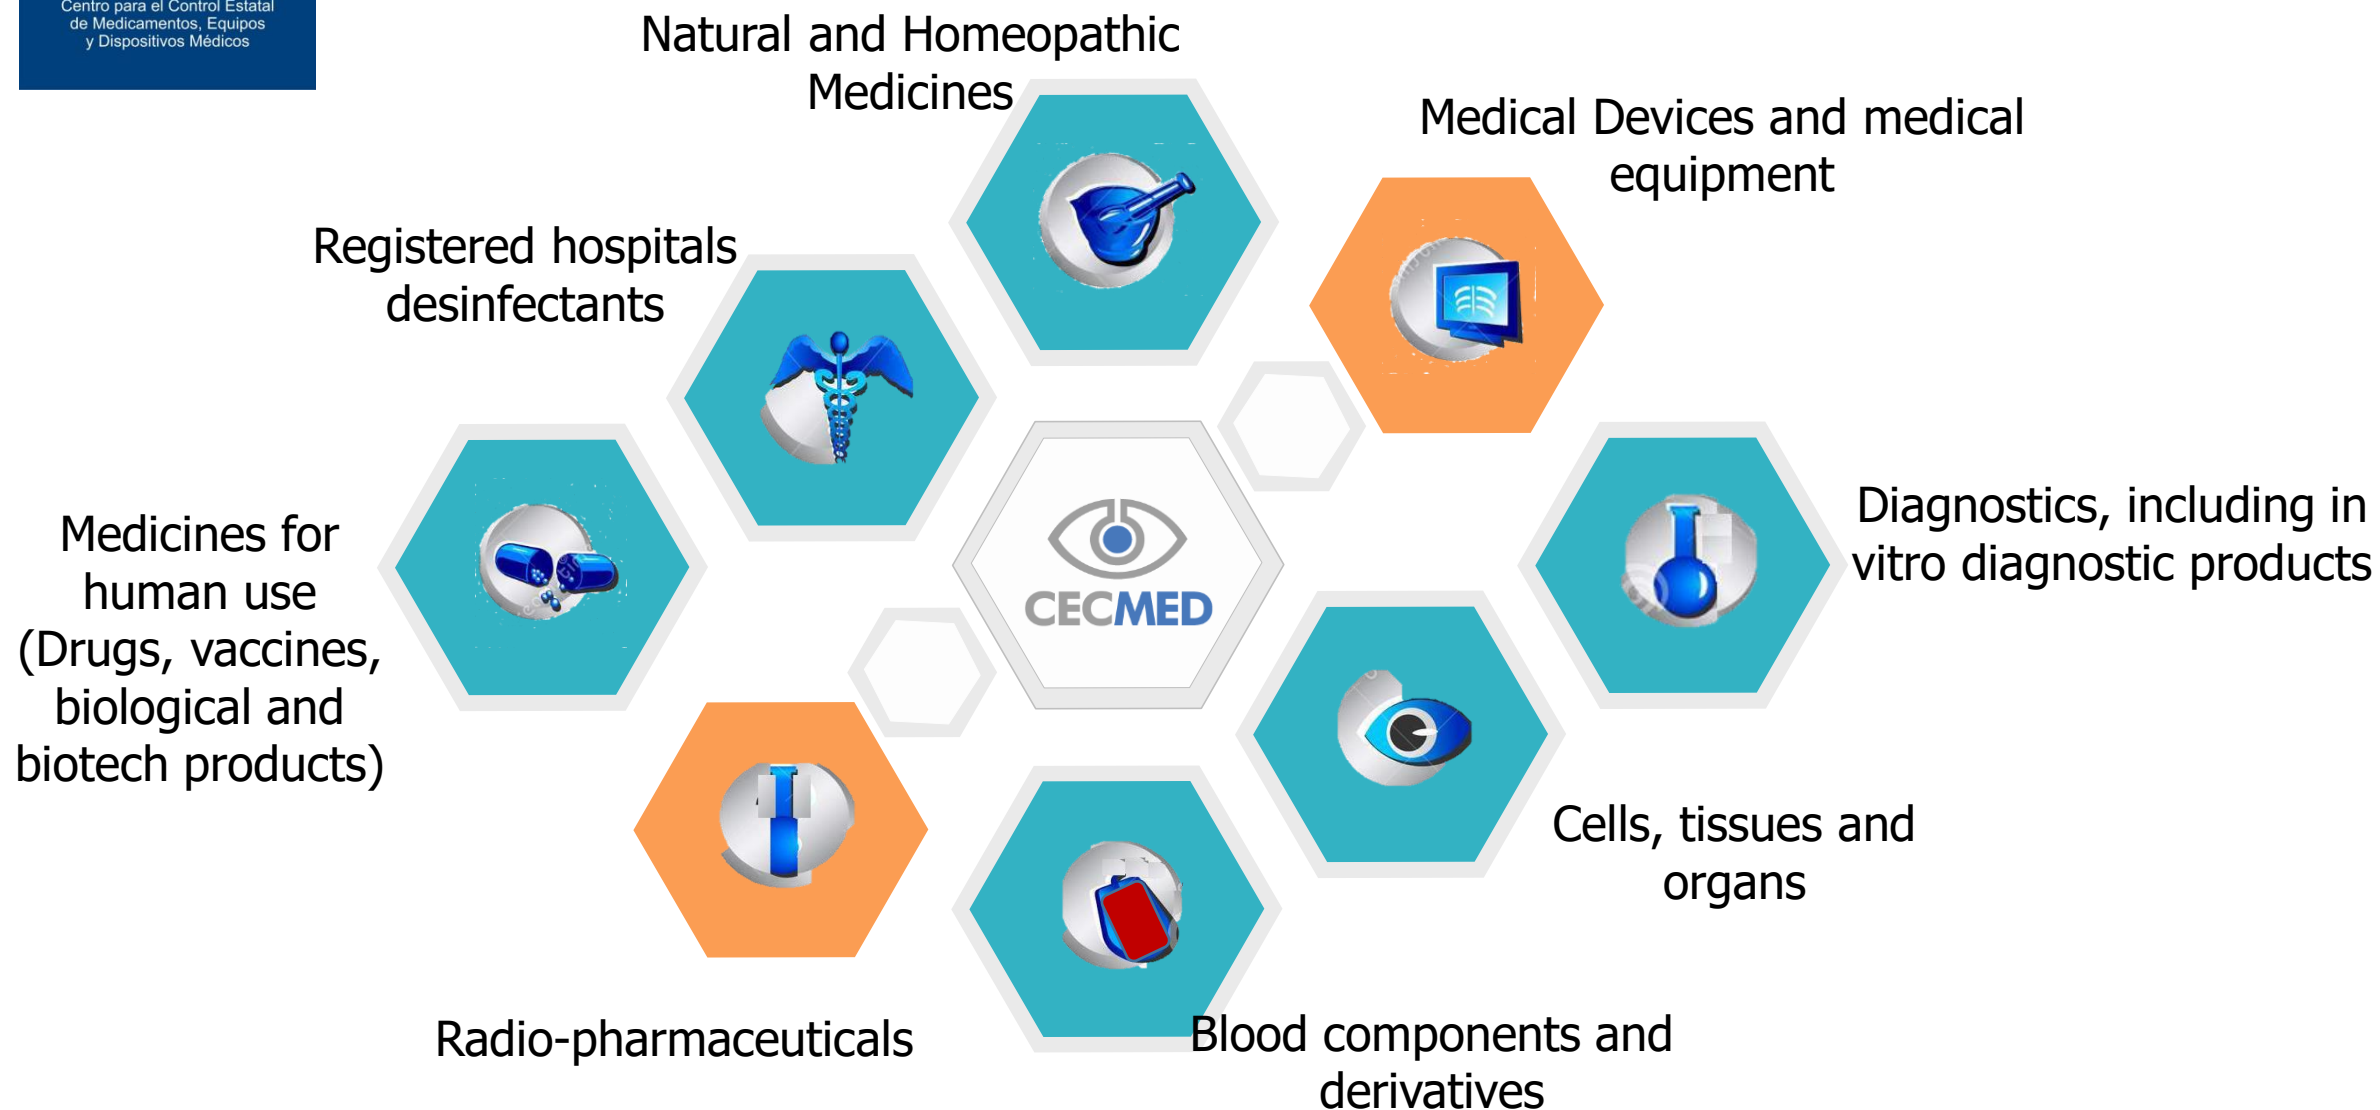 Centro para el Control Estatal
de Medicamentos, Equipos
y Dispositivos Médicos
Natural and Homeopathic
Medicines
Medical Devices and medical
equipment
Registered hospitals
desinfectants
Diagnostics, including in
vitro diagnostic products
Medicines for
human use
(Drugs, vaccines,
biological and
biotech products)
CECMED
Cells, tissues and
organs
Radio-pharmaceuticals
Blood components and
derivatives